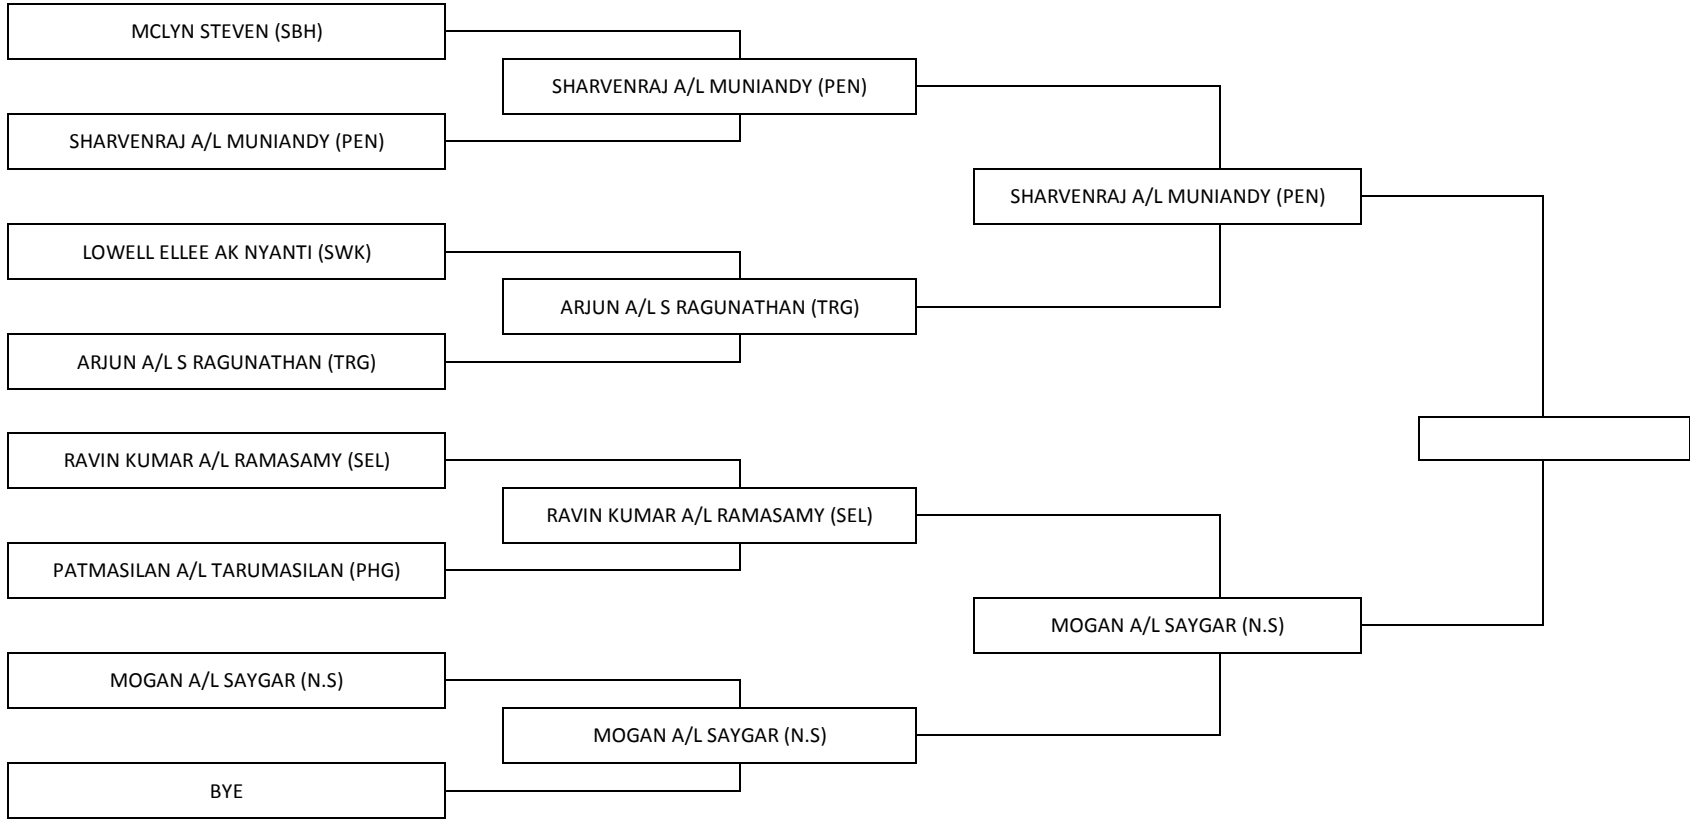 MCLYN STEVEN (SBH)
SHARVENRAJ A/L MUNIANDY (PEN)
LOWELL ELLEE AK NYANTI (SWK)
ARJUN A/L S RAGUNATHAN (TRG)
RAVIN KUMAR A/L RAMASAMY (SEL)
PATMASILAN A/L TARUMASILAN (PHG)
MOGAN A/L SAYGAR (N.S)
BYE
SHARVENRAJ A/L MUNIANDY (PEN)
ARJUN A/L S RAGUNATHAN (TRG)
RAVIN KUMAR A/L RAMASAMY (SEL)
MOGAN A/L SAYGAR (N.S)
SHARVENRAJ A/L MUNIANDY (PEN)
MOGAN A/L SAYGAR (N.S)